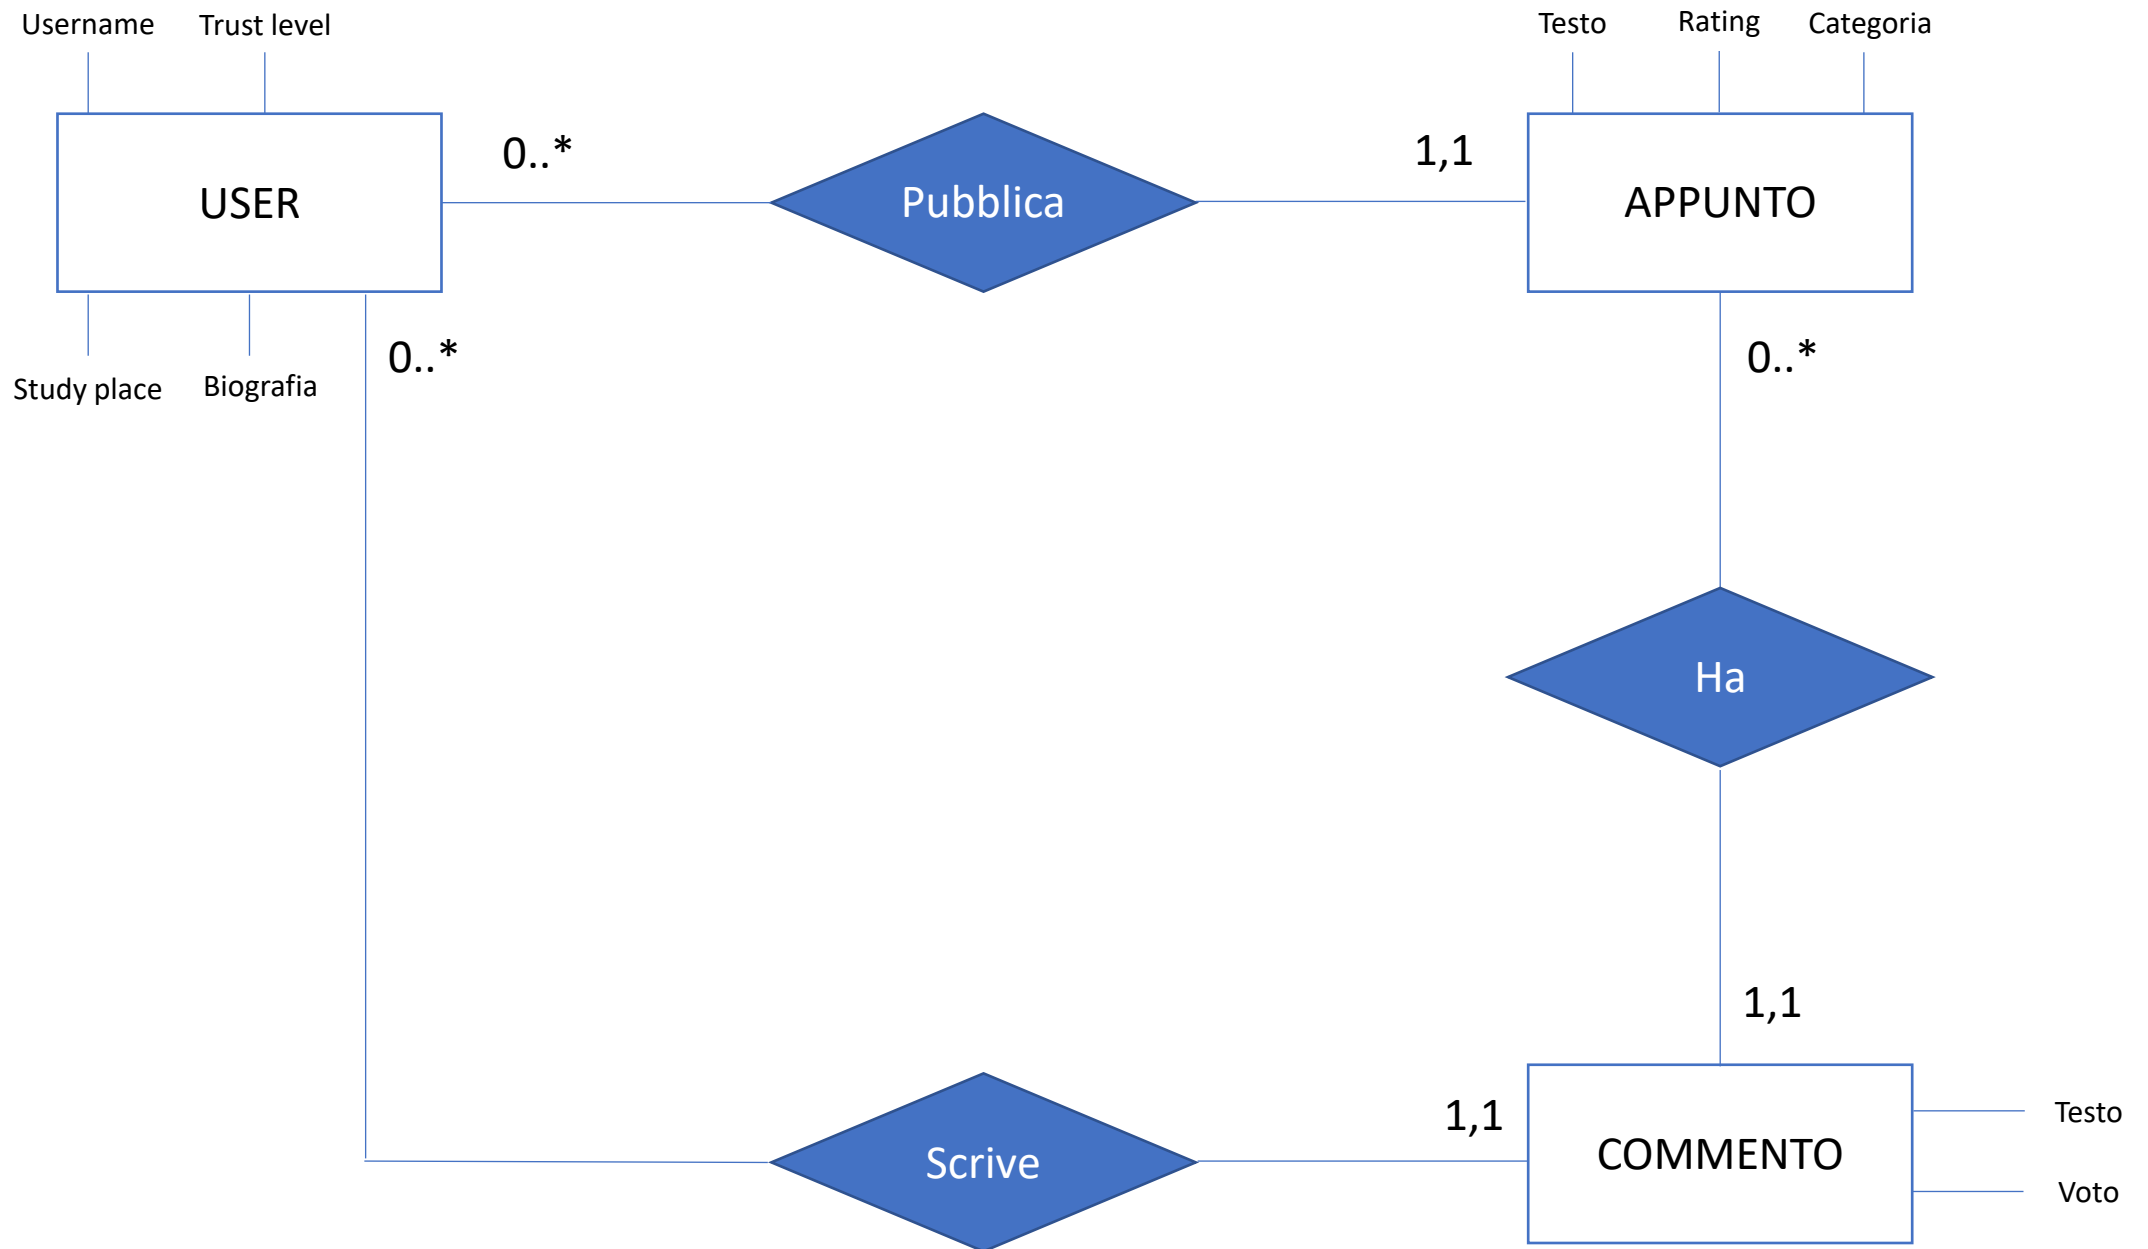 Username
Trust level
Testo
Rating
Categoria
0..*
1,1
USER
Pubblica
APPUNTO
0..*
0..*
Study place
Biografia
Ha
1,1
1,1
Testo
Scrive
COMMENTO
Voto